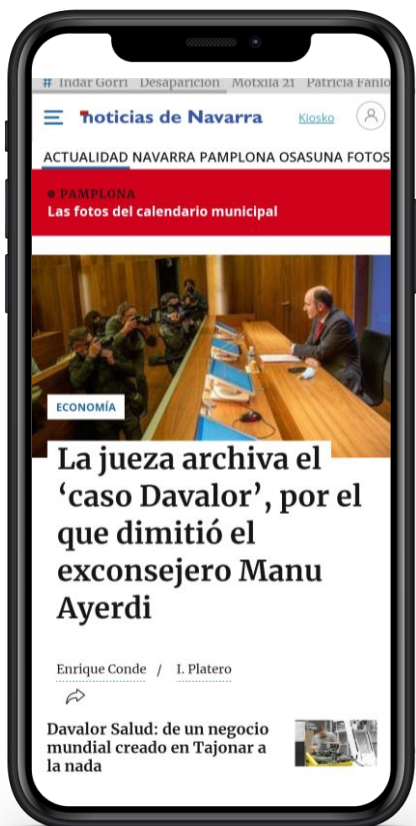 # Indar Gorri Desaparición Motxila 21 Patricia Fanlo
noticias de Navarra Kiosko
ACTUALIDAD NAVARRA PAMPLONA OSASUNA FOTOS
PAMPLONA
Las fotos del calendario municipal
ECONOMÍA
La jueza archiva el
‘caso Davalor’, por el
que dimitió el
exconsejero Manu
Ayerdi
Enrique Conde / I. Platero
Davalor Salud: de un negocio
mundial creado en Tajonar a
la nada